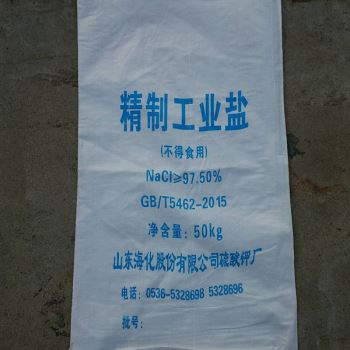 精制工业盐
(不得食用)
NaCl≥97.50%
GB/T5462-2015
净含量: 50kg
山东海化股份有限公司硫酸钾厂
电话: 0536-5328698 5328696
批号: